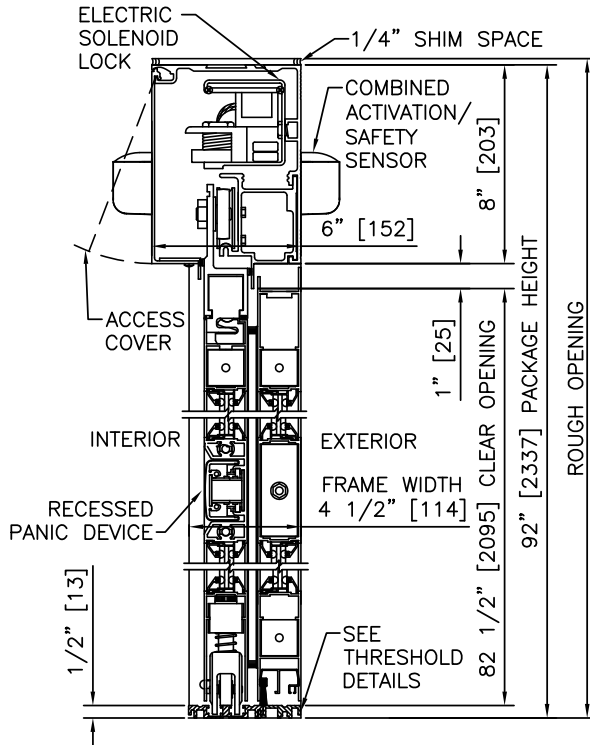 ELECTRIC
SOLENOID
LOCK
1/4” SHIM SPACE
COMBINED
ACTIVATION/
SAFETY
SENSOR
8” [203]
6” [152]
ACCESS
COVER
1” [25]
INTERIOR
EXTERIOR
RECESSED
PANIC DEVICE
FRAME WIDTH
4 1/2” [114]
82 1/2” [2095] CLEAR OPENING
92” [2337] PACKAGE HEIGHT
ROUGH OPENING
1/2” [13]
SEE
THRESHOLD
DETAILS